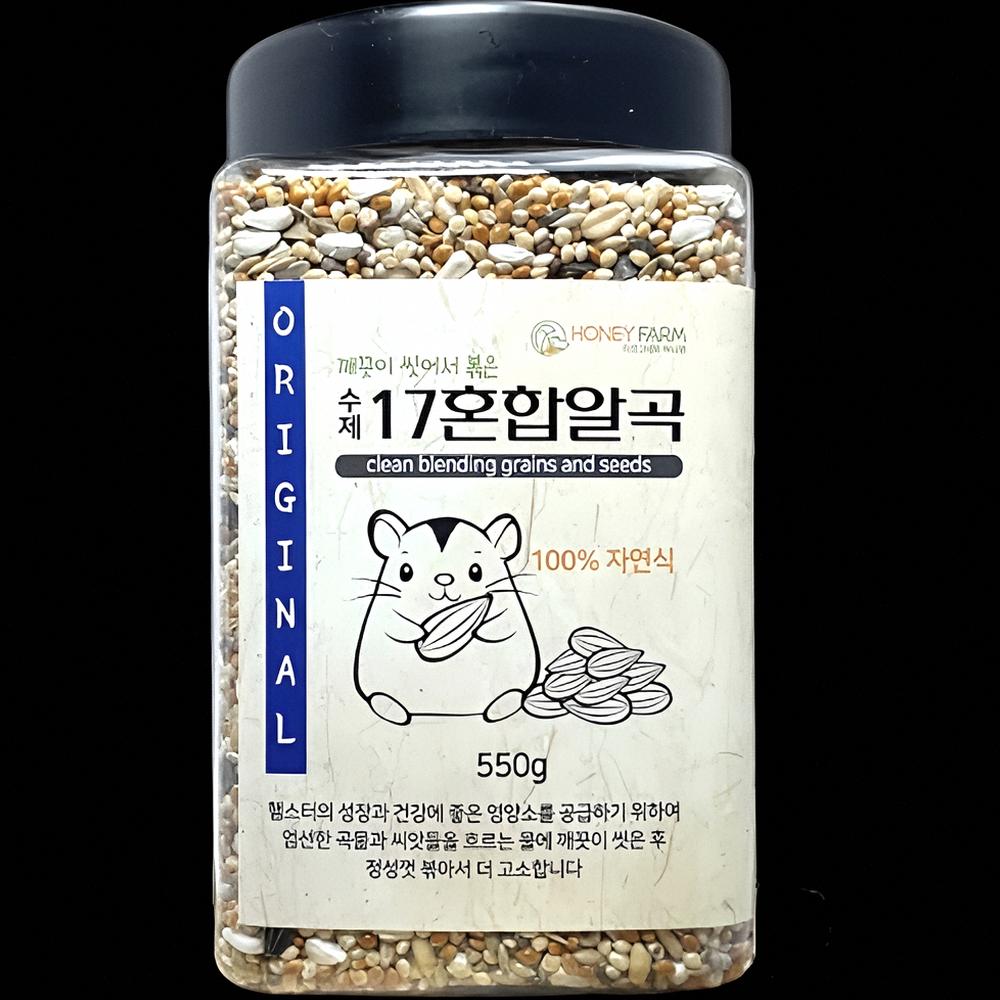 ORIGINAL
HONEY FARM
깨끗이 씻어서 볶은
수제 17혼합알곡
clean blending grains and seeds
100% 자연식
550g
햄스터의 성장과 건강에 좋은 영양소를 공급하기 위하여
엄선한 곡물과 씨앗들을 흐르는 물에 깨끗이 씻은 후
정성껏 볶아서 더 고소합니다